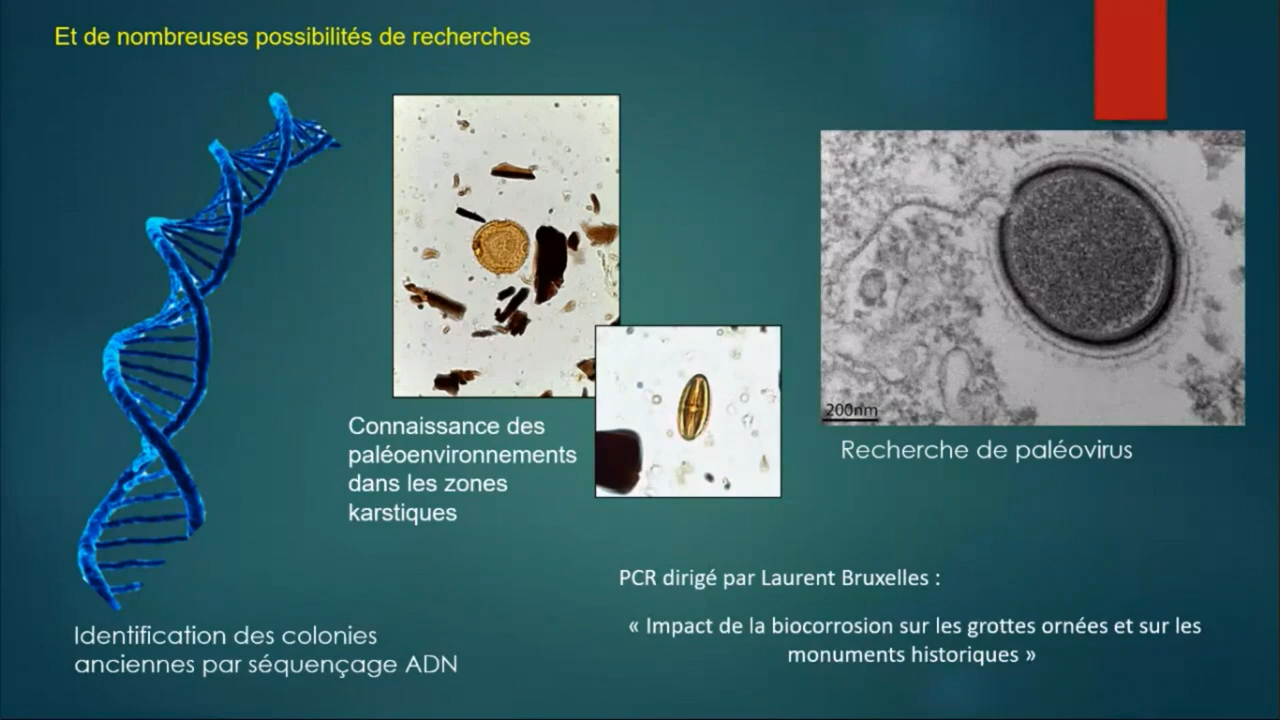 Et de nombreuses possibilités de recherches
Connaissance des
paléoenvironnements
dans les zones
karstiques
200nm
Recherche de paléovirus
PCR dirigé par Laurent Bruxelles :
« Impact de la biocorrosion sur les grottes ornées et sur les
monuments historiques »
Identification des colonies
anciennes par séquençage ADN